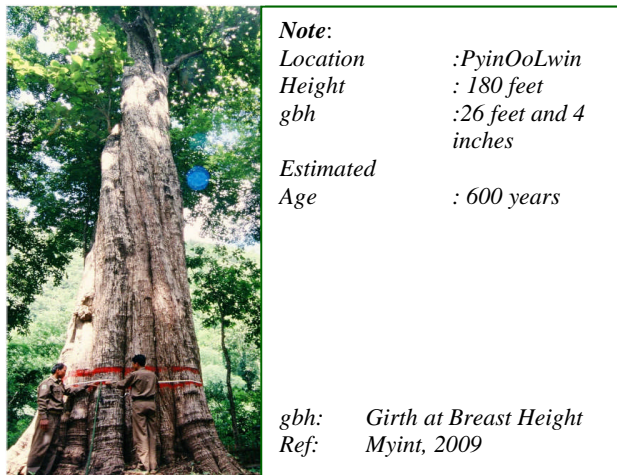 Note:
Location :PyinOoLwin
Height : 180 feet
gbh :26 feet and 4
inches
Estimated
Age : 600 years
gbh: Girth at Breast Height
Ref: Myint, 2009